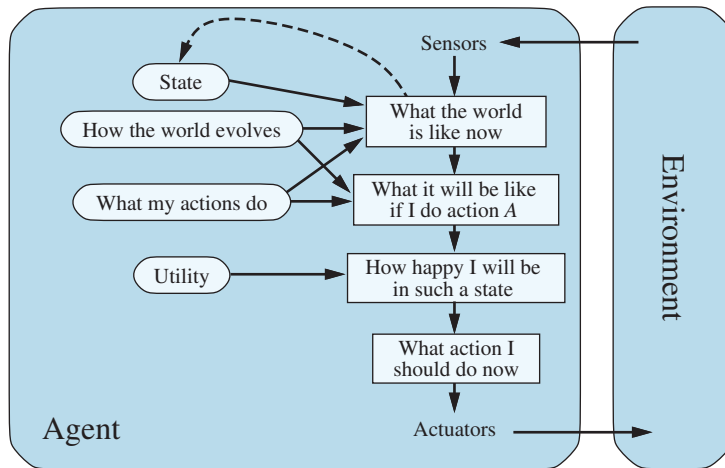 Sensors
State
What the world
is like now
How the world evolves
What it will be like
if I do action A
What my actions do
How happy I will be
in such a state
Utility
What action I
should do now
Agent
Actuators
Environment